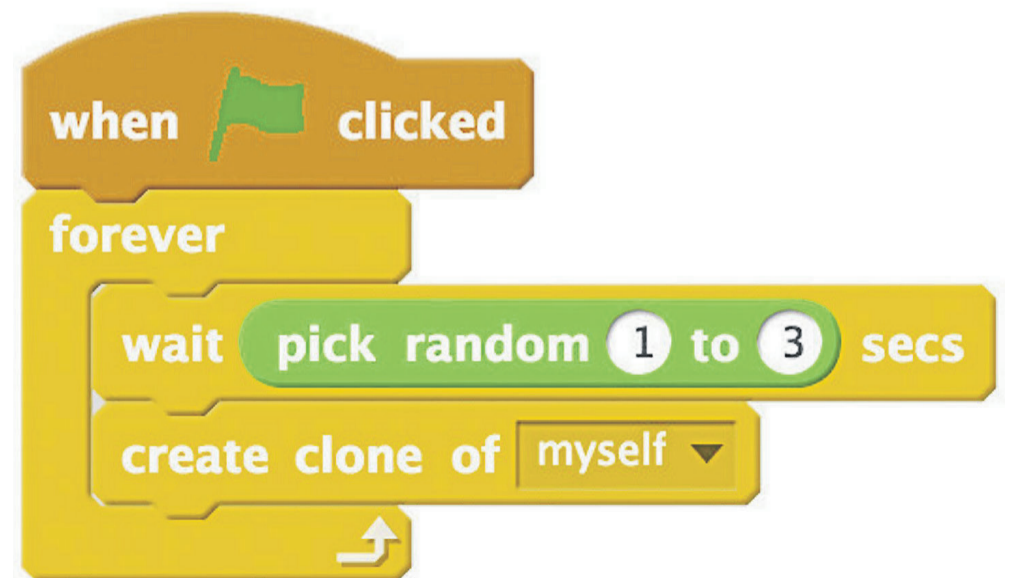 when clicked
forever
wait pick random 1 to 3 secs
create clone of myself